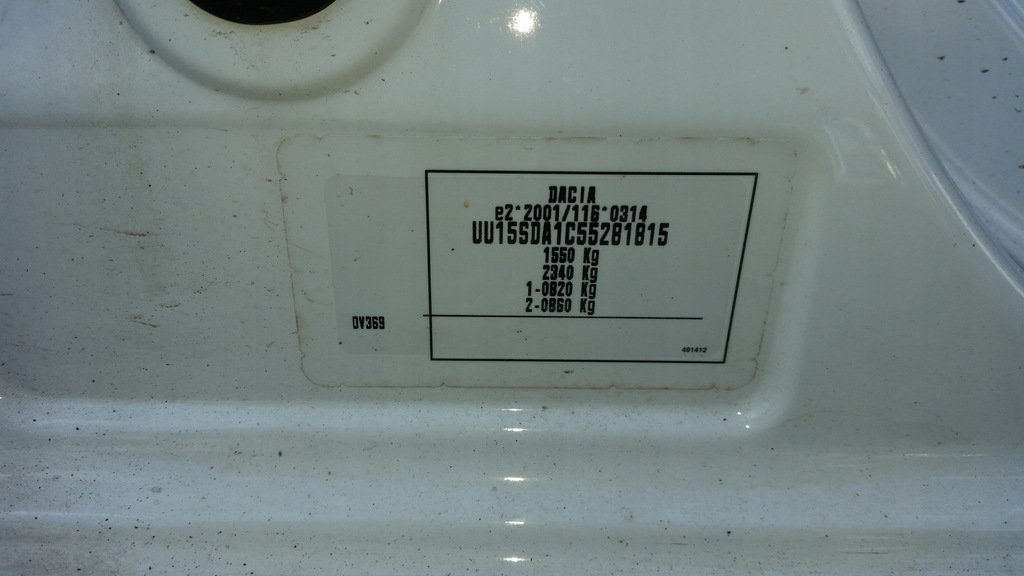 DACIA
e2*2001/116*0314
UU15SDA1C55281815
1550 Kg
2340 Kg
1-0820 Kg
2-0860 Kg
OV369
491412